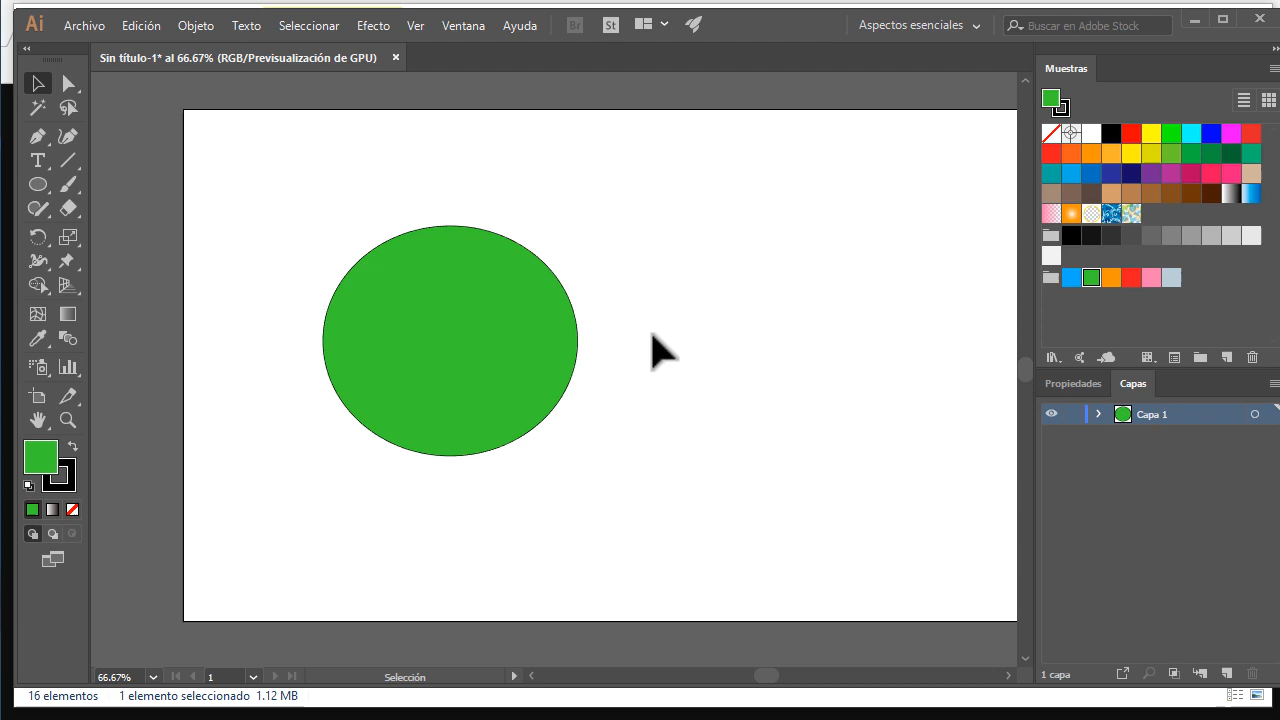 Ai Archivo Edición Objeto Texto Seleccionar Efecto Ver Ventana Ayuda Br St Aspectos esenciales Buscar en Adobe Stock
Sin título-1* al 66.67% (RGB/Previsualización de GPU)
Muestras
Propiedades Capas
Capa 1
66.67% 1 Selección
1 capa
16 elementos 1 elemento seleccionado 1.12 MB